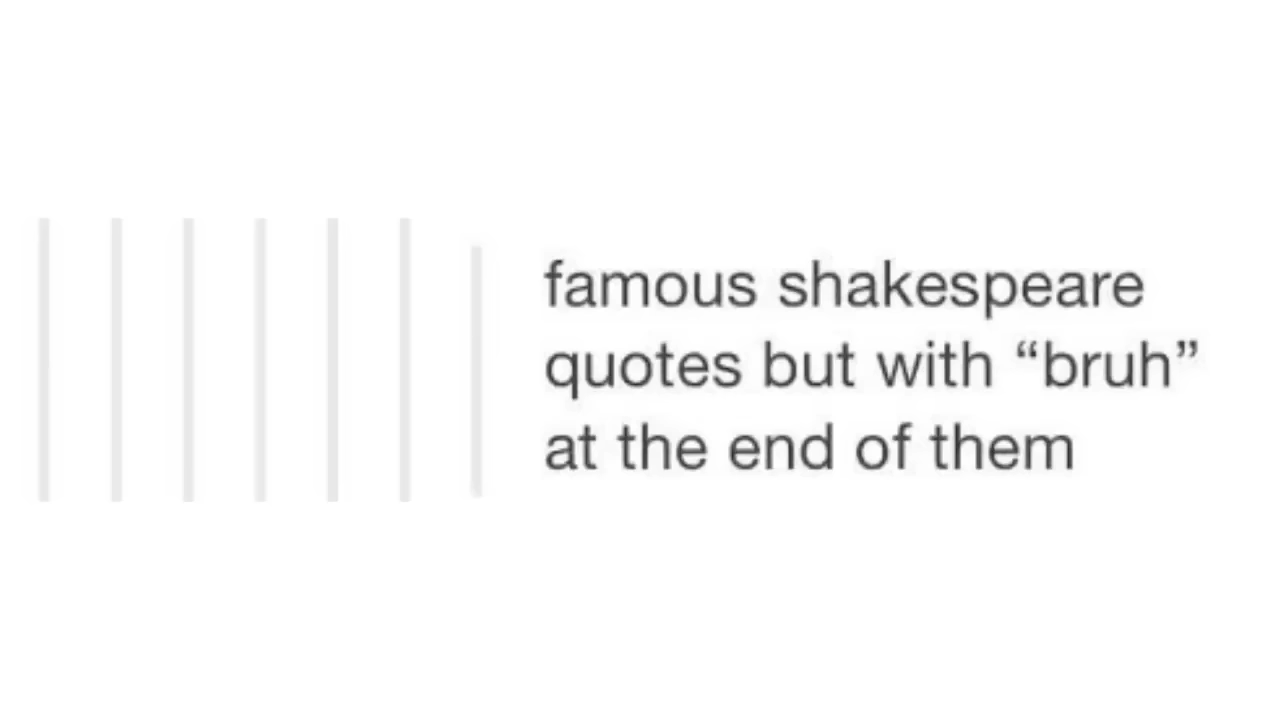 famous shakespeare
quotes but with “bruh”
at the end of them